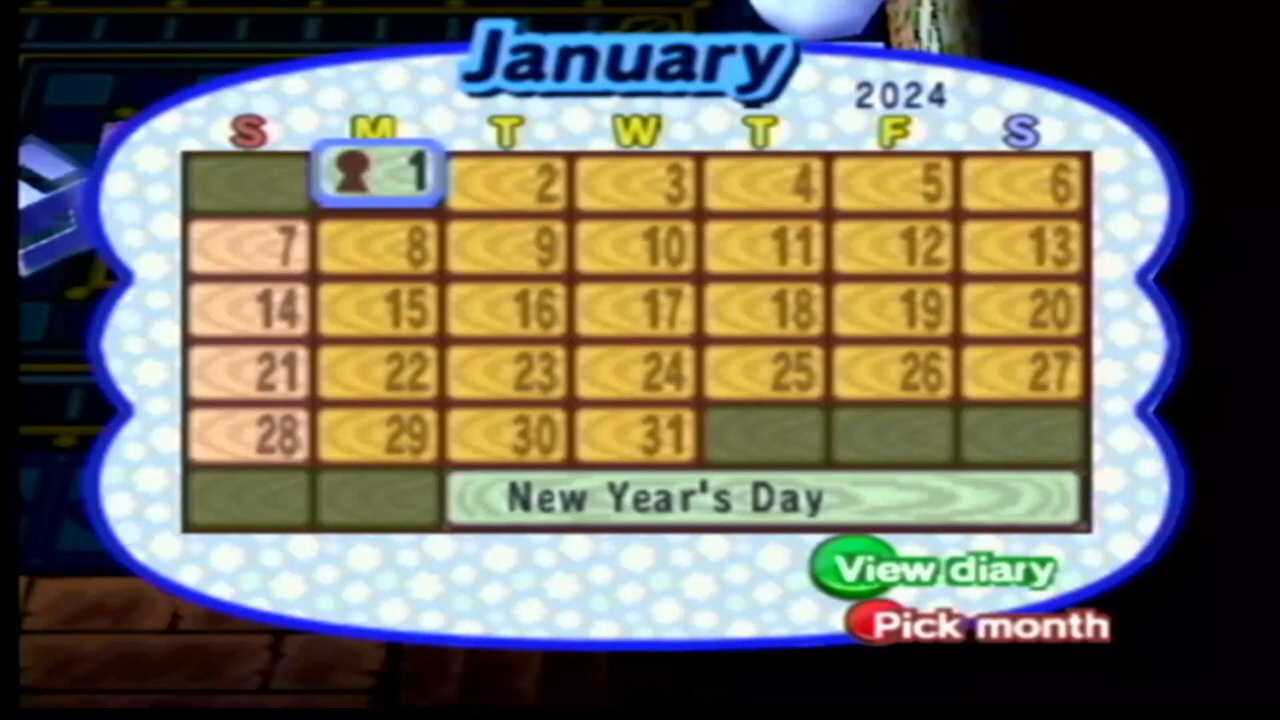 January
2024
S M T W T F S
1 2 3 4 5 6
7 8 9 10 11 12 13
14 15 16 17 18 19 20
21 22 23 24 25 26 27
28 29 30 31
New Year's Day
View diary
Pick month